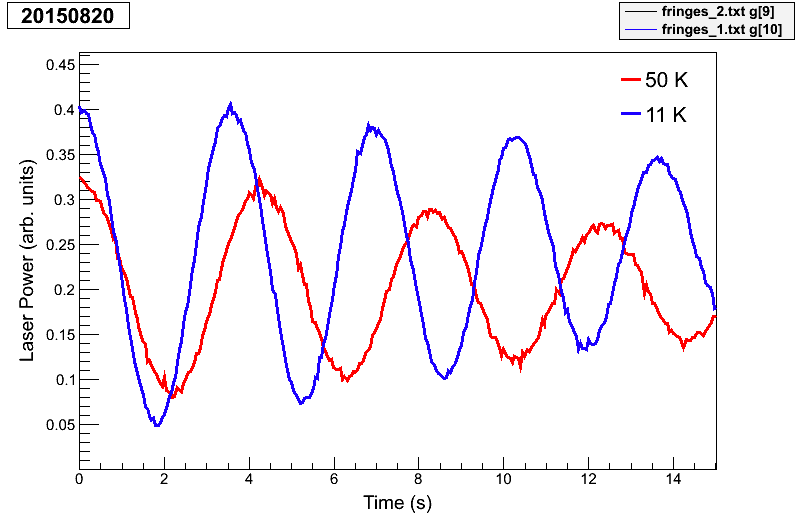 20150820
fringes_2.txt g[9]
fringes_1.txt g[10]
50 K
11 K
Laser Power (arb. units)
0.45
0.4
0.35
0.3
0.25
0.2
0.15
0.1
0.05
0 2 4 6 8 10 12 14
Time (s)